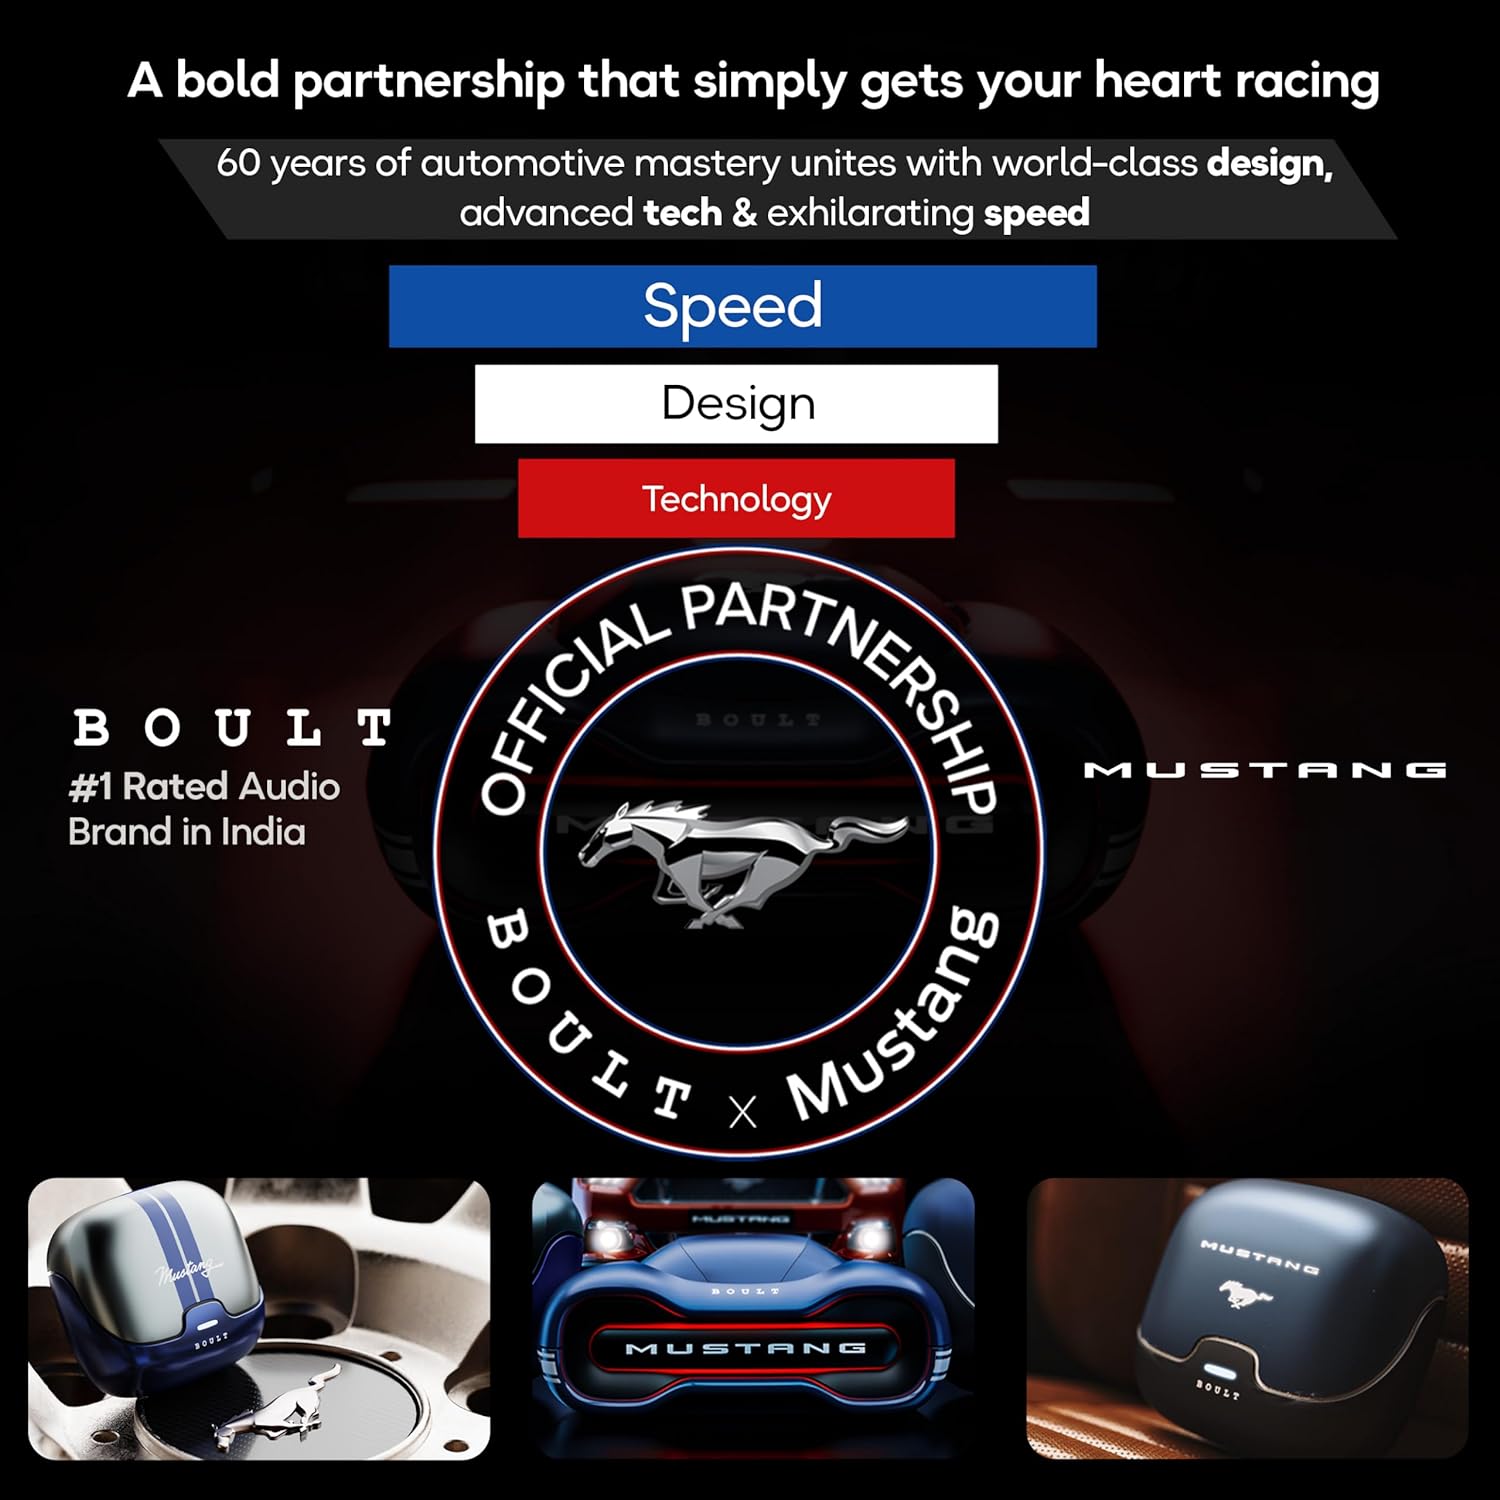 A bold partnership that simply gets your heart racing
60 years of automotive mastery unites with world-class design,
advanced tech & exhilarating speed
Speed
Design
Technology
OFFICIAL PARTNERSHIP
BOULT
#1 Rated Audio
Brand in India
BOULT
MUSTANG
MUSTANG
BOULT x Mustang
Mustang
BOULT
MUSTANG
BOULT
MUSTANG
MUSTANG
BOULT